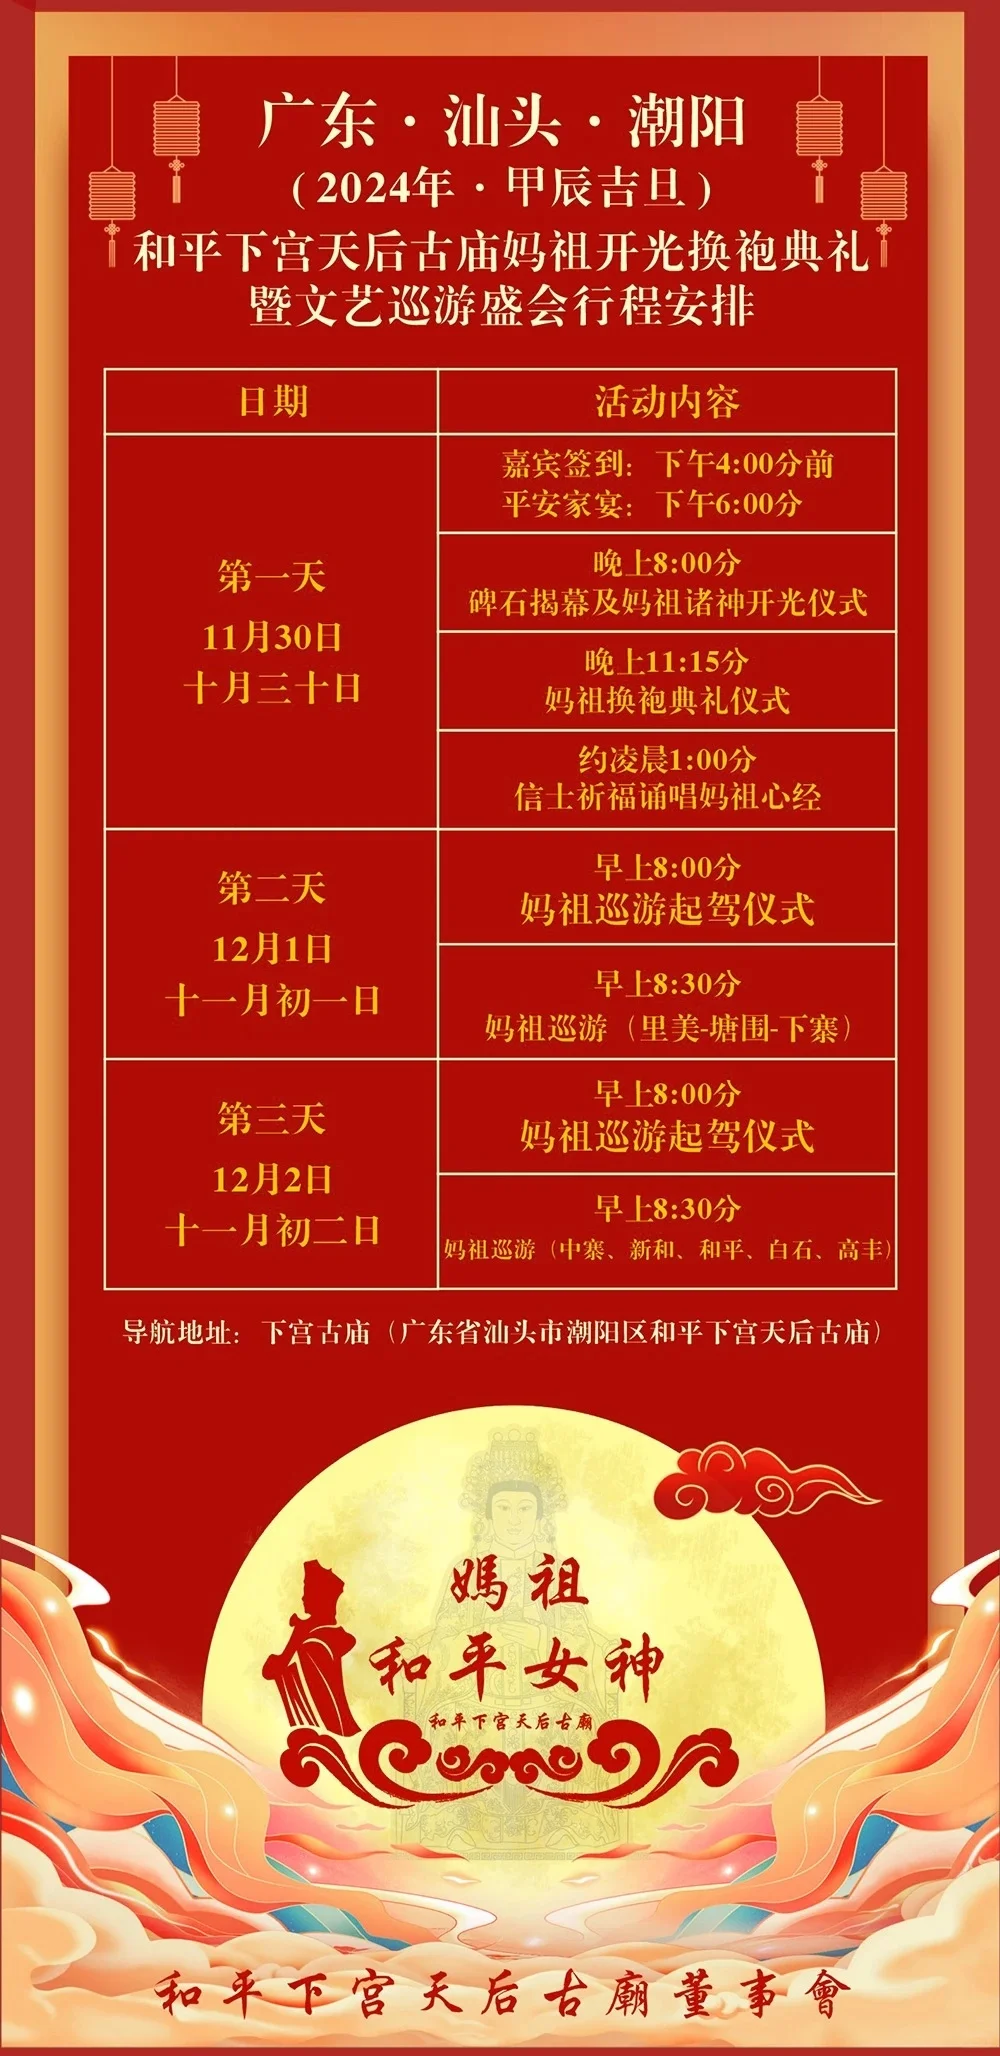 广东·汕头·潮阳
(2024年·甲辰吉旦)
和平下宫天后古庙妈祖开光换袍典礼
暨文艺巡游盛会行程安排
日期
活动内容
第一天
11月30日
十月三十日
嘉宾签到：下午4:00分前
平安家宴：下午6:00分
晚上8:00分
碑石揭幕及妈祖诸神开光仪式
晚上11:15分
妈祖换袍典礼仪式
约凌晨1:00分
信士祈福诵唱妈祖心经
第二天
12月1日
十一月初一日
早上8:00分
妈祖巡游起驾仪式
早上8:30分
妈祖巡游（里美-塘围-下寨）
第三天
12月2日
十一月初二日
早上8:00分
妈祖巡游起驾仪式
早上8:30分
妈祖巡游（中寨、新和、和平、白石、高丰）
导航地址：下宫古庙（广东省汕头市潮阳区和平下宫天后古庙）
媽祖
和平女神
和平下宫天后古廟
和平下宫天后古廟董事會